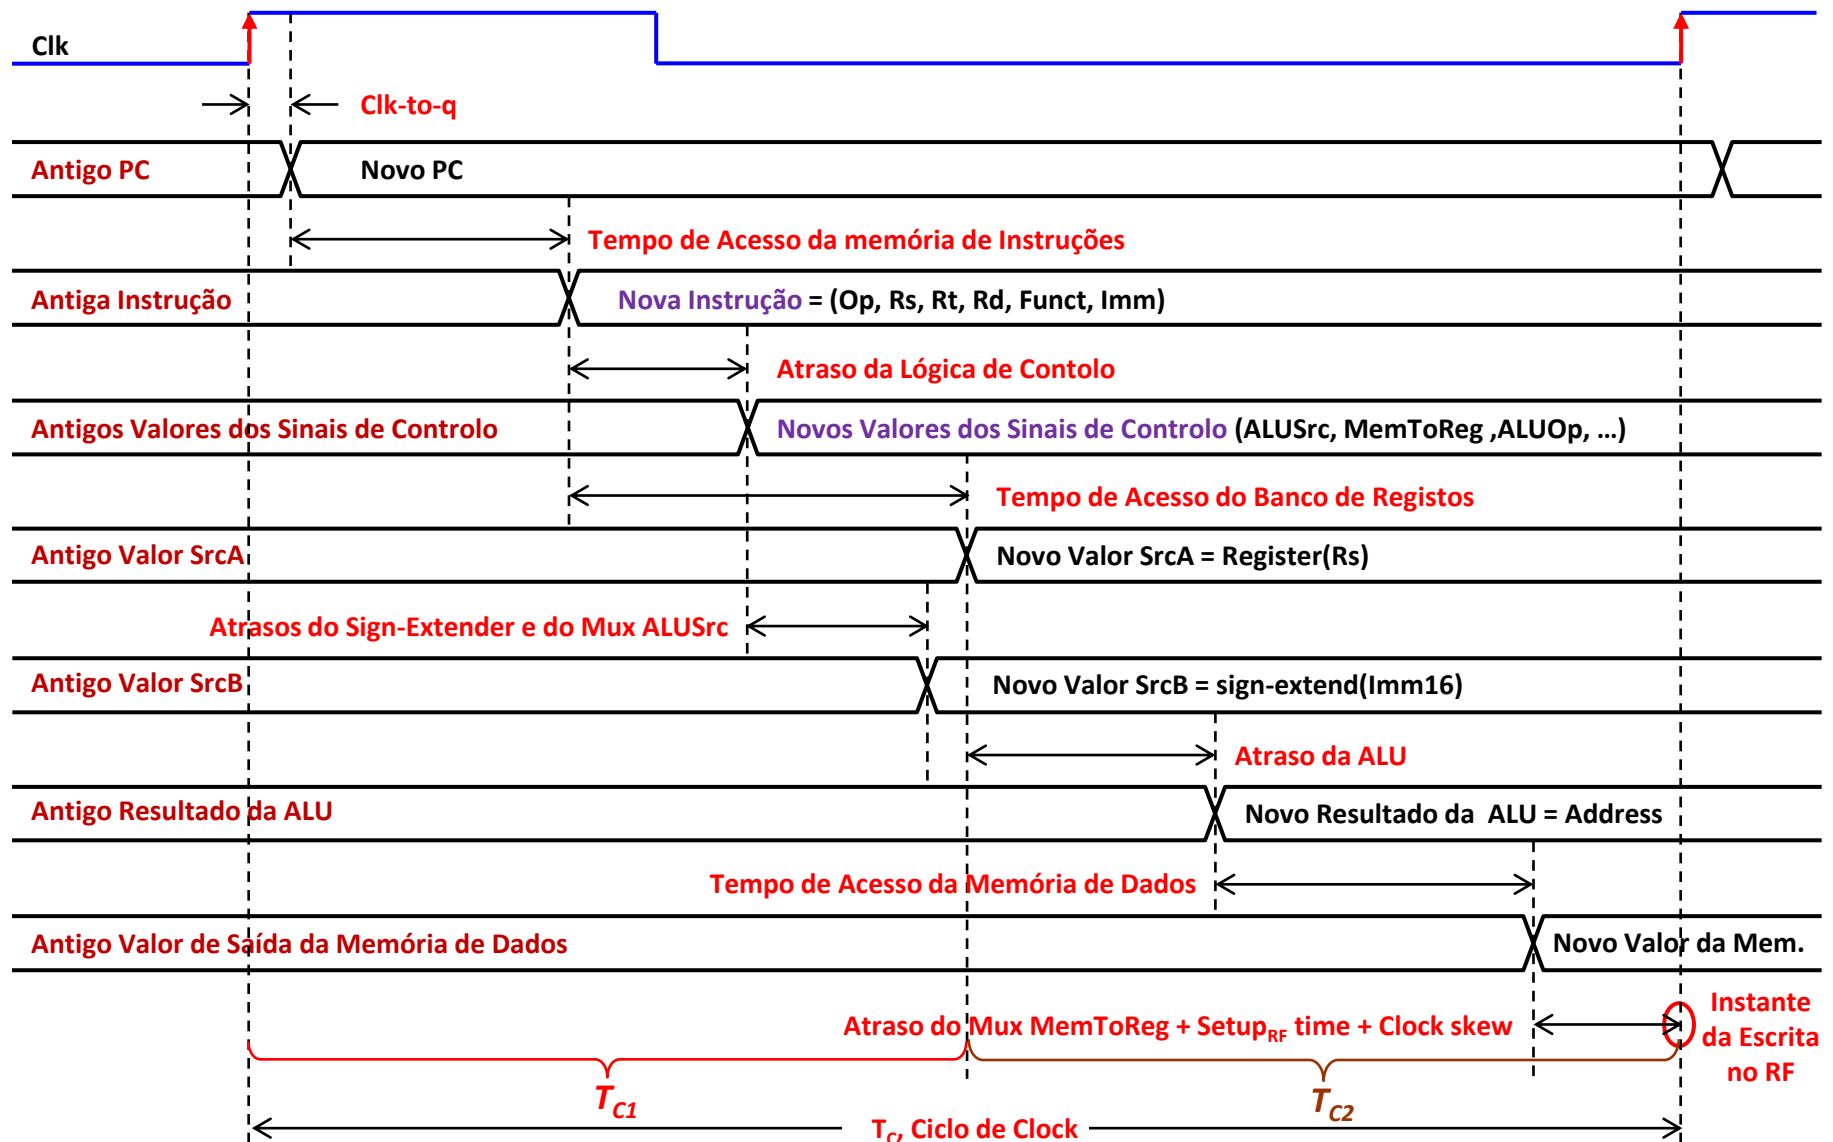 Clk
Clk-to-q
Antigo PC
Novo PC
Tempo de Acesso da memória de Instruções
Antiga Instrução
Nova Instrução = (Op, Rs, Rt, Rd, Funct, Imm)
Atraso da Lógica de Contolo
Antigos Valores dos Sinais de Controlo
Novos Valores dos Sinais de Controlo (ALUSrc, MemToReg ,ALUOp, …)
Tempo de Acesso do Banco de Registos
Antigo Valor SrcA
Novo Valor SrcA = Register(Rs)
Atrasos do Sign-Extender e do Mux ALUSrc
Antigo Valor SrcB
Novo Valor SrcB = sign-extend(Imm16)
Atraso da ALU
Antigo Resultado da ALU
Novo Resultado da ALU = Address
Tempo de Acesso da Memória de Dados
Antigo Valor de Saída da Memória de Dados
Novo Valor da Mem.
Atraso do Mux MemToReg + SetupRF time + Clock skew
Instante
da Escrita
no RF
TC1
TC2
TC, Ciclo de Clock